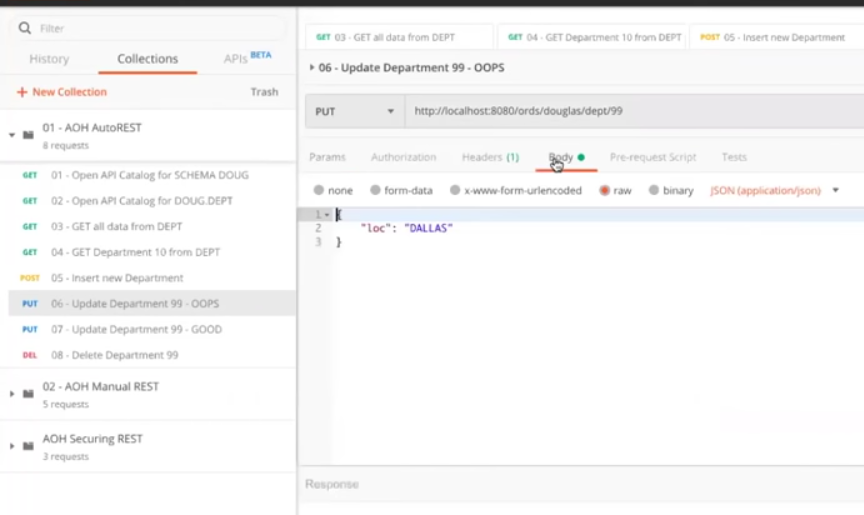 Filter
History Collections APIs BETA
+ New Collection Trash
01 - AOH AutoREST
8 requests
GET 01 - Open API Catalog for SCHEMA DOUG
GET 02 - Open API Catalog for DOUG.DEPT
GET 03 - GET all data from DEPT
GET 04 - GET Department 10 from DEPT
POST 05 - Insert new Department
PUT 06 - Update Department 99 - OOPS
PUT 07 - Update Department 99 - GOOD
DEL 08 - Delete Department 99
02 - AOH Manual REST
5 requests
AOH Securing REST
3 requests
GET 03 - GET all data from DEPT GET 04 - GET Department 10 from DEPT POST 05 - Insert new Department
06 - Update Department 99 - OOPS
PUT http://localhost:8080/ords/douglas/dept/99
Params Authorization Headers (1) Body Pre-request Script Tests
none form-data x-www-form-urlencoded raw binary JSON (application/json)
1 {
2 "loc": "DALLAS"
3 }
Response